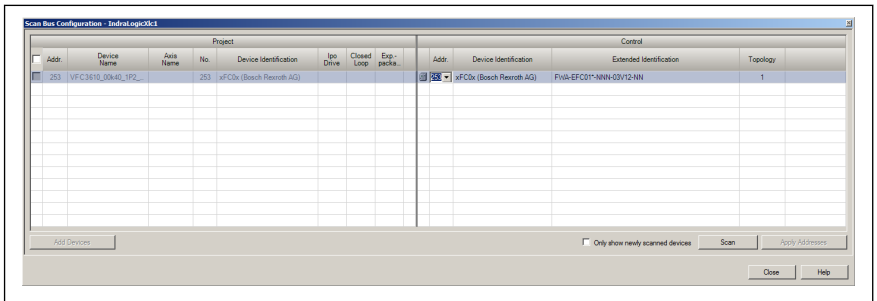 Scan Bus Configuration - IndraLogicXlc1
Project Control
Addr. Device Name Axis Name No. Device Identification Ipo Drive Closed Loop Exp.- packa... Addr. Device Identification Extended Identification Topology
253 VFC3610_00k40_1P2_... 253 xFC0x (Bosch Rexroth AG) 253 xFC0x (Bosch Rexroth AG) FWA-EFC01*-NNN-03V12-NN 1
Add Devices Only show newly scanned devices Scan Apply Addresses
Close Help